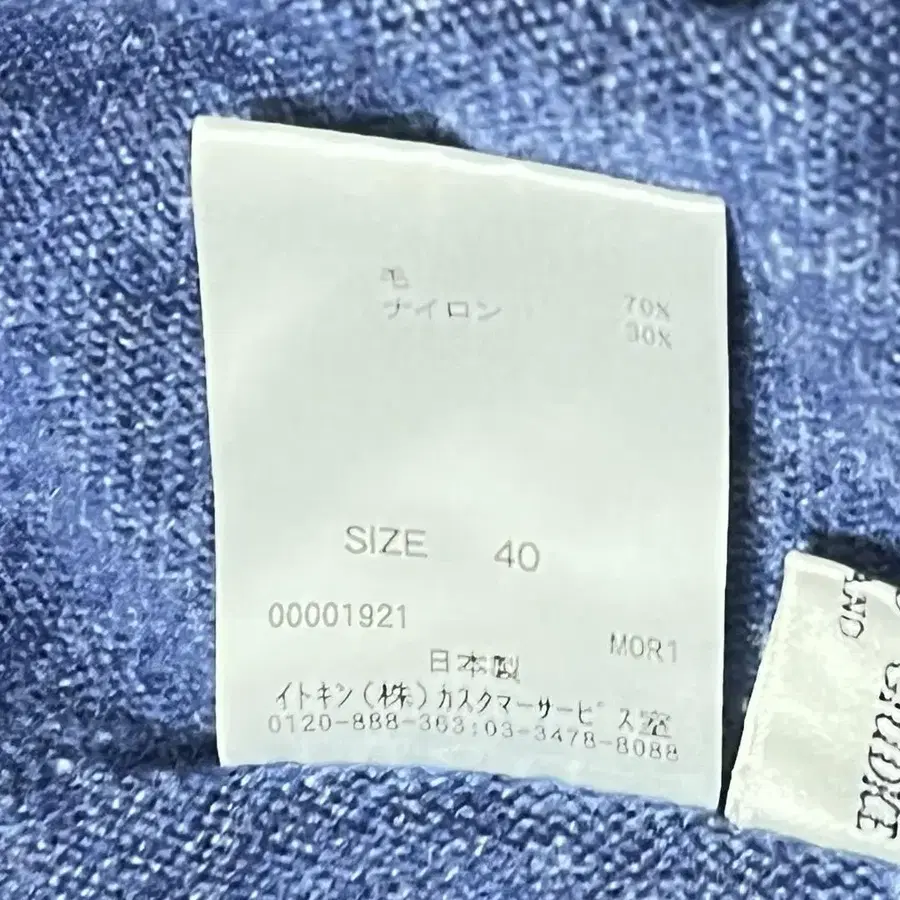 毛
ナイロン 70%
30%
SIZE 40
00001921
MOR1
日本製
イトキン(株)カスタマーサービス室
0120-888-363:03-3478-8088